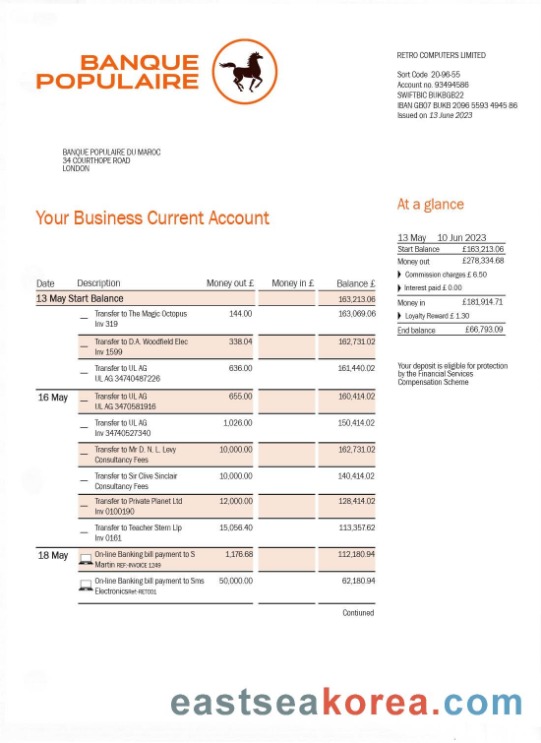 BANQUE
POPULAIRE
RETRO COMPUTERS LIMITED
Sort Code 20-96-55
Account no. 93494586
SWIFTBIC BUKBGB22
IBAN GB07 BUKB 2096 5593 4945 86
Issued on 13 June 2023
BANQUE POPULAIRE DU MAROC
34 COURTHOPE ROAD
LONDON
Your Business Current Account
At a glance
13 May 10 Jun 2023
Start Balance £163,213.06
Money out £278,334.68
Commission charges £ 6.50
Interest paid £ 0.00
Money in £181,914.71
Loyalty Reward £ 1.30
End balance £66,793.09
Your deposit is eligible for protection
by the Financial Services
Compensation Scheme
Date Description Money out £ Money in £ Balance £
13 May Start Balance 163,213.06
Transfer to The Magic Octopus 144.00 163,069.06
Inv 319
Transfer to D.A. Woodfield Elec 338.04 162,731.02
Inv 1599
Transfer to UL AG 636.00 161,440.02
UL AG 34740487226
16 May Transfer to UL AG 655.00 160,414.02
UL AG 3470581916
Transfer to UL AG 1,026.00 150,414.02
Inv 34740527340
Transfer to Mr D. N. L. Levy 10,000.00 162,731.02
Consultancy Fees
Transfer to Sir Clive Sinclair 10,000.00 140,414.02
Consultancy Fees
Transfer to Private Planet Ltd 12,000.00 128,414.02
Inv 0100190
Transfer to Teacher Stern Llp 15,056.40 113,357.62
Inv 0161
18 May On-line Banking bill payment to S 1,176.68 112,180.94
Martin REF: INVOICE 1249
On-line Banking bill payment to Sms 50,000.00 62,180.94
Electronics Ref:-RET001
Contiuned
eastseakorea.com